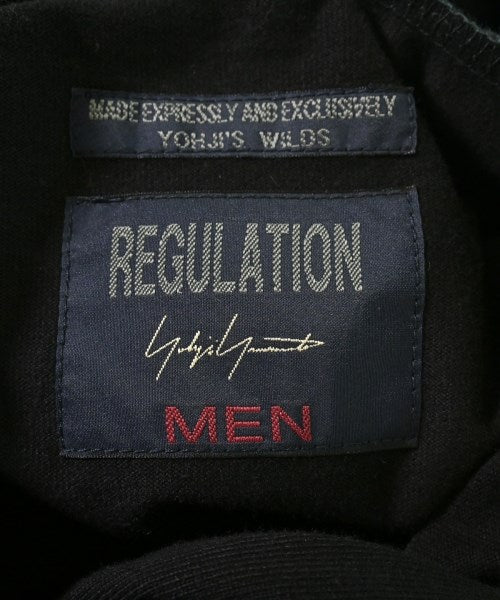 MADE EXPRESSLY AND EXCLUSIVELY
YOHJI'S WILDS
REGULATION
Yohji Yamamoto
MEN